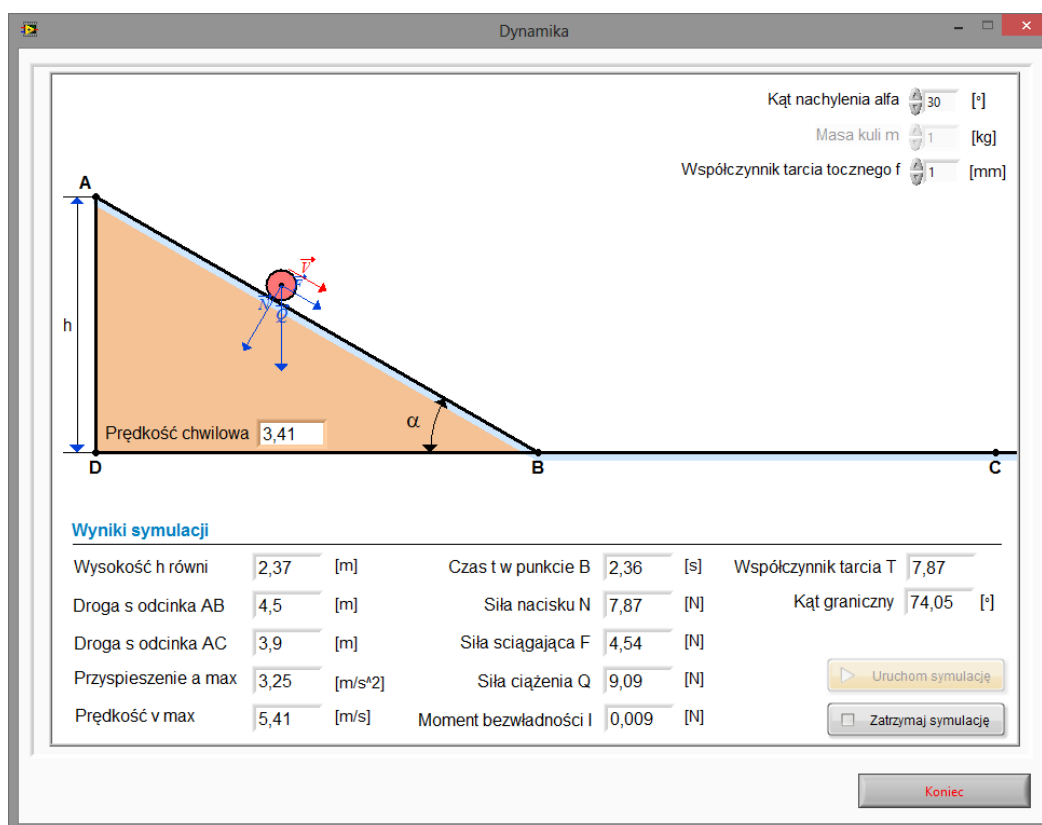 Dynamika
Kąt nachylenia alfa 30 [°]
Masa kuli m 1 [kg]
Współczynnik tarcia tocznego f 1 [mm]
A
V
F
N
Q
h
α
Prędkość chwilowa 3,41
D B C
Wyniki symulacji
Wysokość h równi 2,37 [m] Czas t w punkcie B 2,36 [s] Współczynnik tarcia T 7,87
Droga s odcinka AB 4,5 [m] Siła nacisku N 7,87 [N] Kąt graniczny 74,05 [°]
Droga s odcinka AC 3,9 [m] Siła sciągająca F 4,54 [N]
Przyspieszenie a max 3,25 [m/s^2] Siła ciążenia Q 9,09 [N] Uruchom symulację
Prędkość v max 5,41 [m/s] Moment bezwładności I 0,009 [N] Zatrzymaj symulację
Koniec